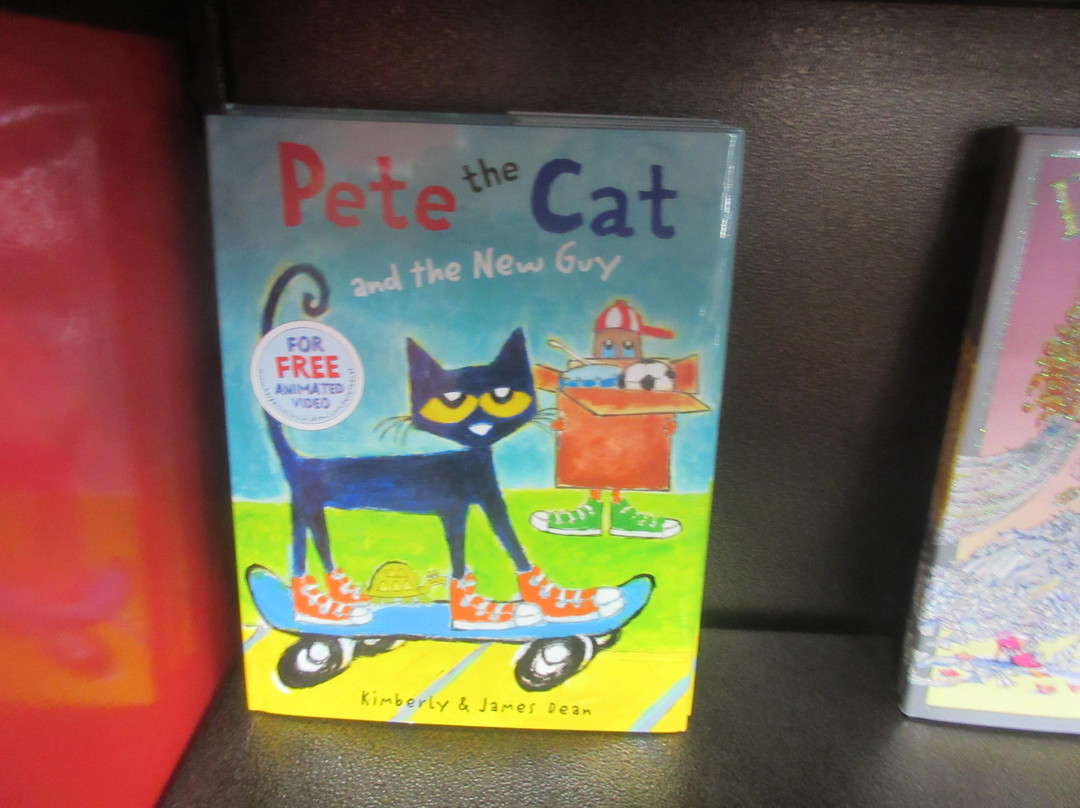 Pete the Cat
and the New Guy
FOR
FREE
ANIMATED
VIDEO
Kimberly & James Dean